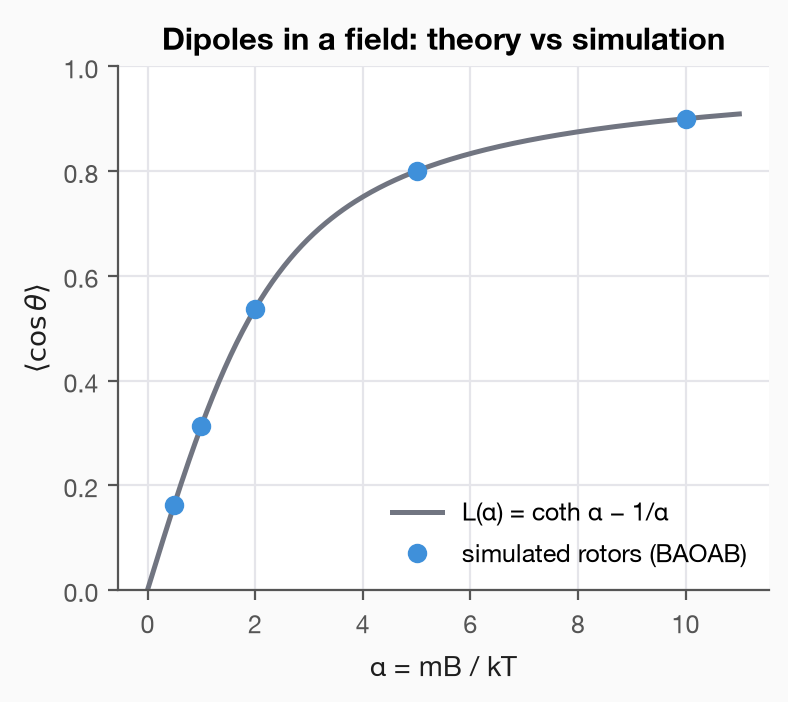 Dipoles in a field: theory vs simulation
1.0
0.8
0.6
0.4
0.2
0.0
⟨cos θ⟩
L(α) = coth α − 1/α
simulated rotors (BAOAB)
0 2 4 6 8 10
α = mB / kT